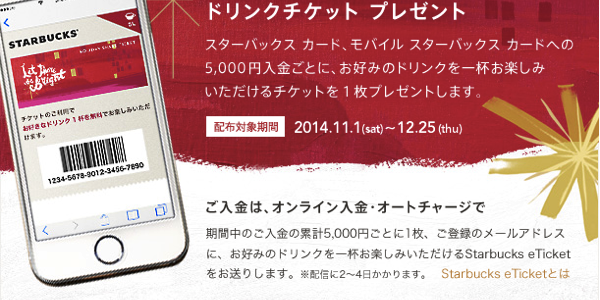 ドリンクチケット プレゼント
スターバックス カード、モバイル スターバックス カードへの
5,000円入金ごとに、お好みのドリンクを一杯お楽しみ
いただけるチケットを1枚プレゼントします。
配布対象期間 2014.11.1(sat)～12.25(thu)
ご入金は、オンライン入金・オートチャージで
期間中のご入金の累計5,000円ごとに1枚、ご登録のメールアドレス
に、お好みのドリンクを一杯お楽しみいただけるStarbucks eTicket
をお送りします。※配信に2～4日かかります。 Starbucks eTicketとは
STARBUCKS
Let There
be Bright
チケットのご利用で
お好きなドリンク1杯を無料でお楽しみいただ
けます。
1234-5678-9012-3456-7890